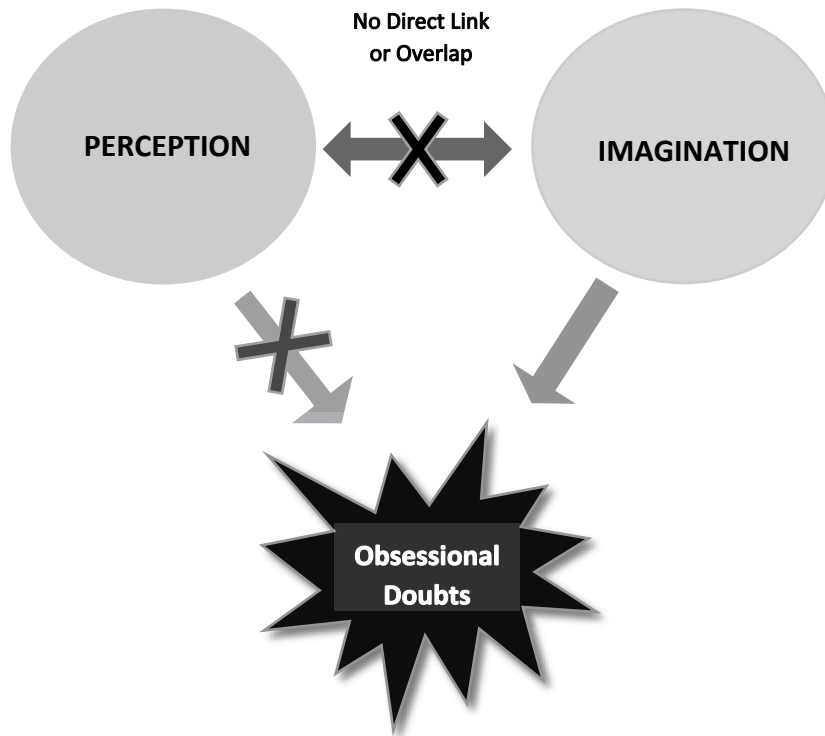 No Direct Link
or Overlap
PERCEPTION
IMAGINATION
Obsessional
Doubts